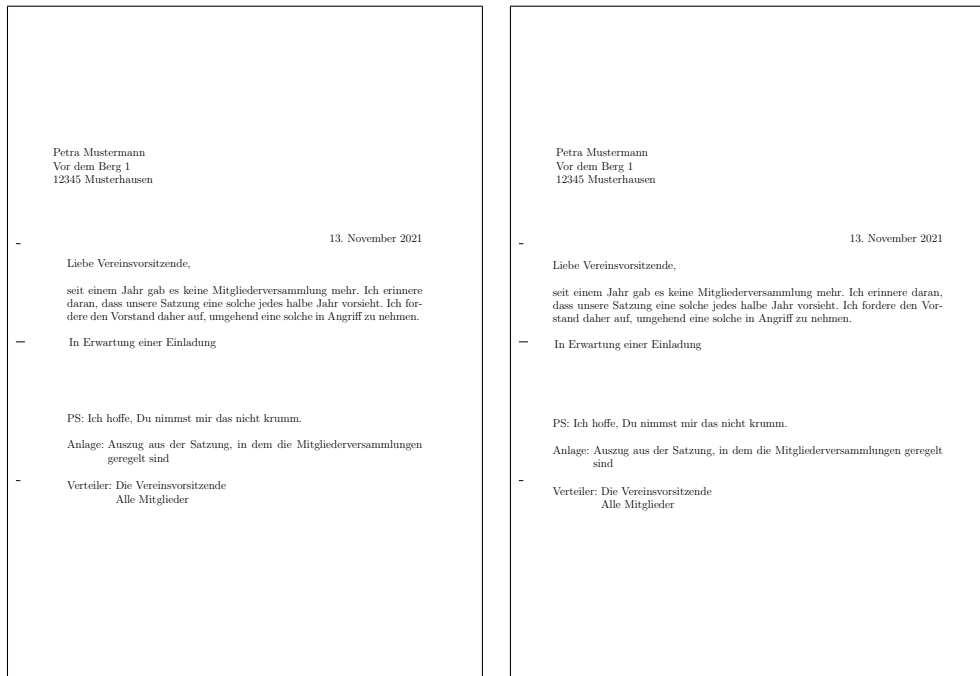 Petra Mustermann
Vor dem Berg 1
12345 Musterhausen
13. November 2021
Liebe Vereinsvorsitzende,
seit einem Jahr gab es keine Mitgliederversammlung mehr. Ich erinnere
daran, dass unsere Satzung eine solche jedes halbe Jahr vorsieht. Ich for-
dere den Vorstand daher auf, umgehend eine solche in Angriff zu nehmen.
In Erwartung einer Einladung
PS: Ich hoffe, Du nimmst mir das nicht krumm.
Anlage: Auszug aus der Satzung, in dem die Mitgliederversammlungen
geregelt sind
Verteiler: Die Vereinsvorsitzende
Alle Mitglieder
Petra Mustermann
Vor dem Berg 1
12345 Musterhausen
13. November 2021
Liebe Vereinsvorsitzende,
seit einem Jahr gab es keine Mitgliederversammlung mehr. Ich erinnere daran,
dass unsere Satzung eine solche jedes halbe Jahr vorsieht. Ich fordere den Vor-
stand daher auf, umgehend eine solche in Angriff zu nehmen.
In Erwartung einer Einladung
PS: Ich hoffe, Du nimmst mir das nicht krumm.
Anlage: Auszug aus der Satzung, in dem die Mitgliederversammlungen geregelt
sind
Verteiler: Die Vereinsvorsitzende
Alle Mitglieder